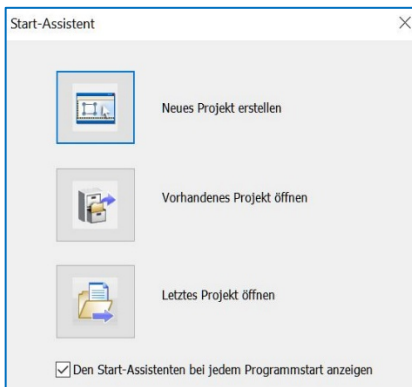 Start-Assistent
Neues Projekt erstellen
Vorhandenes Projekt öffnen
Letztes Projekt öffnen
Den Start-Assistenten bei jedem Programmstart anzeigen